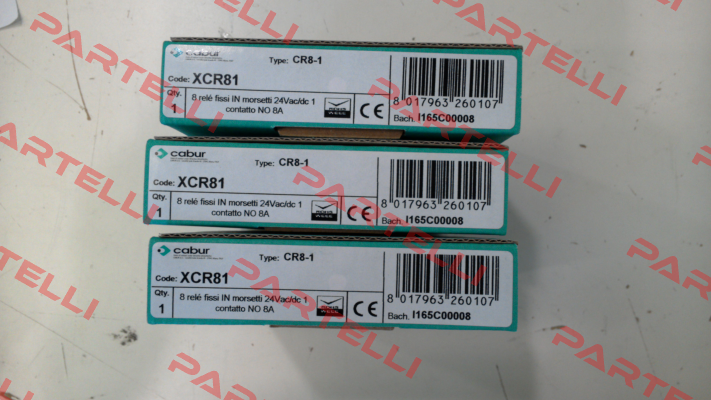 cabur
Type: CR8-1
Code: XCR81
Qty. 8 relé fissi IN morsetti 24Vac/dc 1
1 contatto NO 8A
CE
8 017963 260107
Bach. I165C00008
cabur
Type: CR8-1
Code: XCR81
Qty. 8 relé fissi IN morsetti 24Vac/dc 1
1 contatto NO 8A
CE
8 017963 260107
Bach. I165C00008
cabur
Type: CR8-1
Code: XCR81
Qty. 8 relé fissi IN morsetti 24Vac/dc 1
1 contatto NO 8A
CE
8 017963 260107
Bach. I165C00008
PARTELLI
PARTELLI
PARTELLI
PARTELLI
PARTELLI